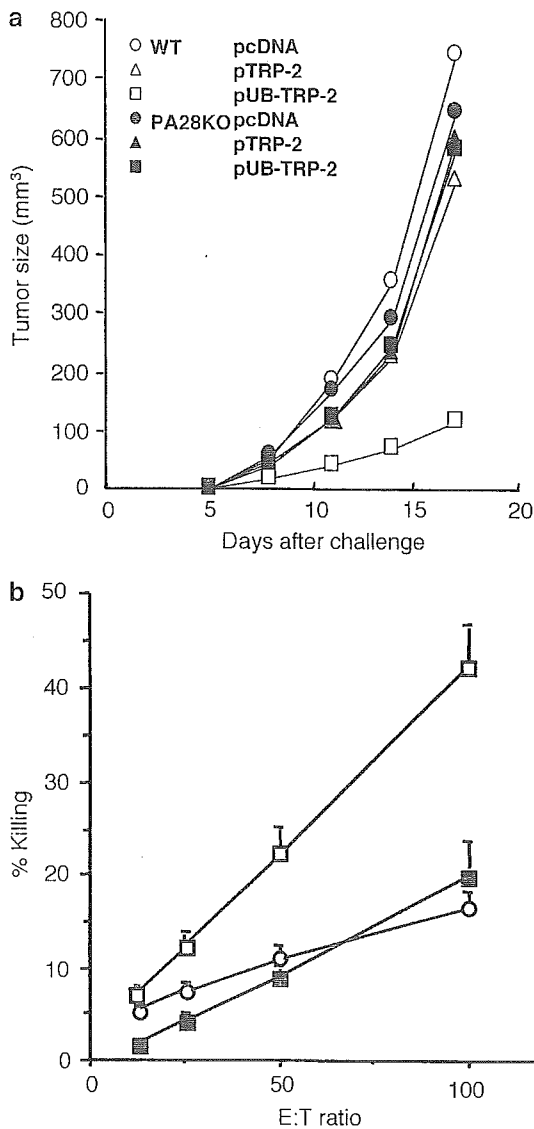 a
800
700
600
500
400
300
200
100
0
Tumor size (mm³)
WT pcDNA
pTRP-2
pUB-TRP-2
PA28KO pcDNA
pTRP-2
pUB-TRP-2
0 5 10 15 20
Days after challenge
b
50
40
30
20
10
0
% Killing
0 50 100
E:T ratio